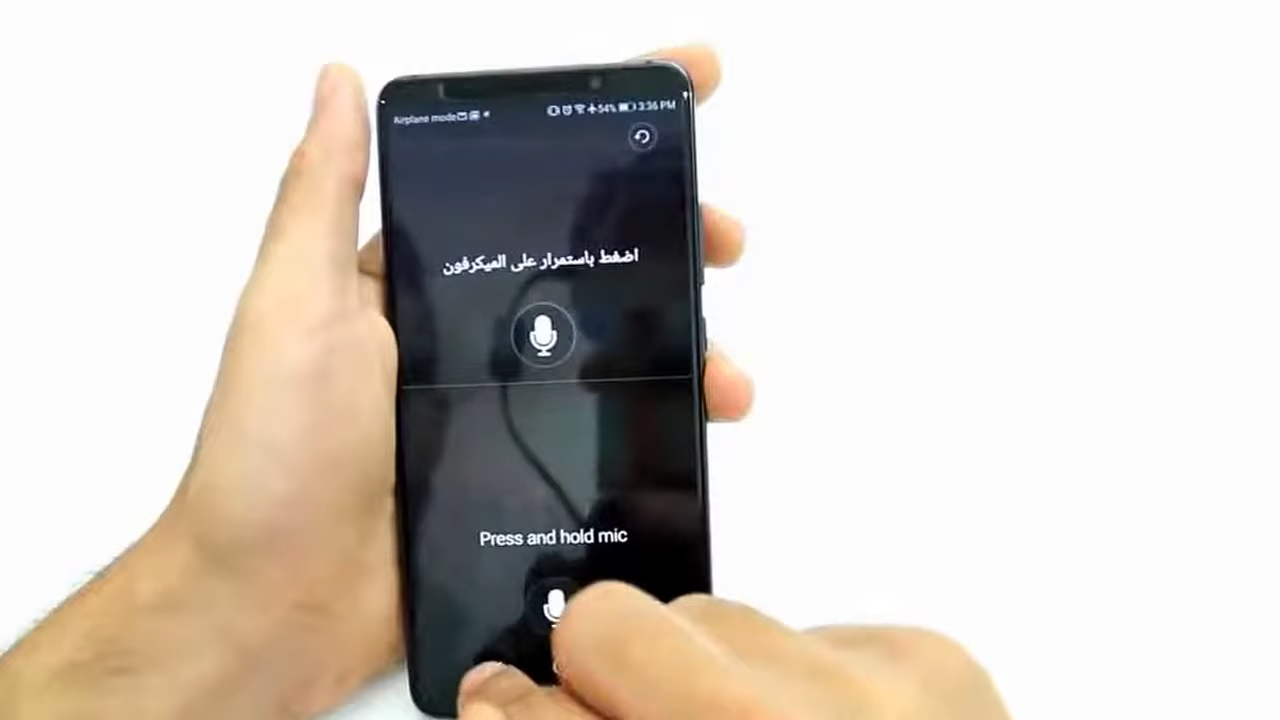 Airplane mode 54% 3:36 PM
اضغط باستمرار على الميكرفون
Press and hold mic